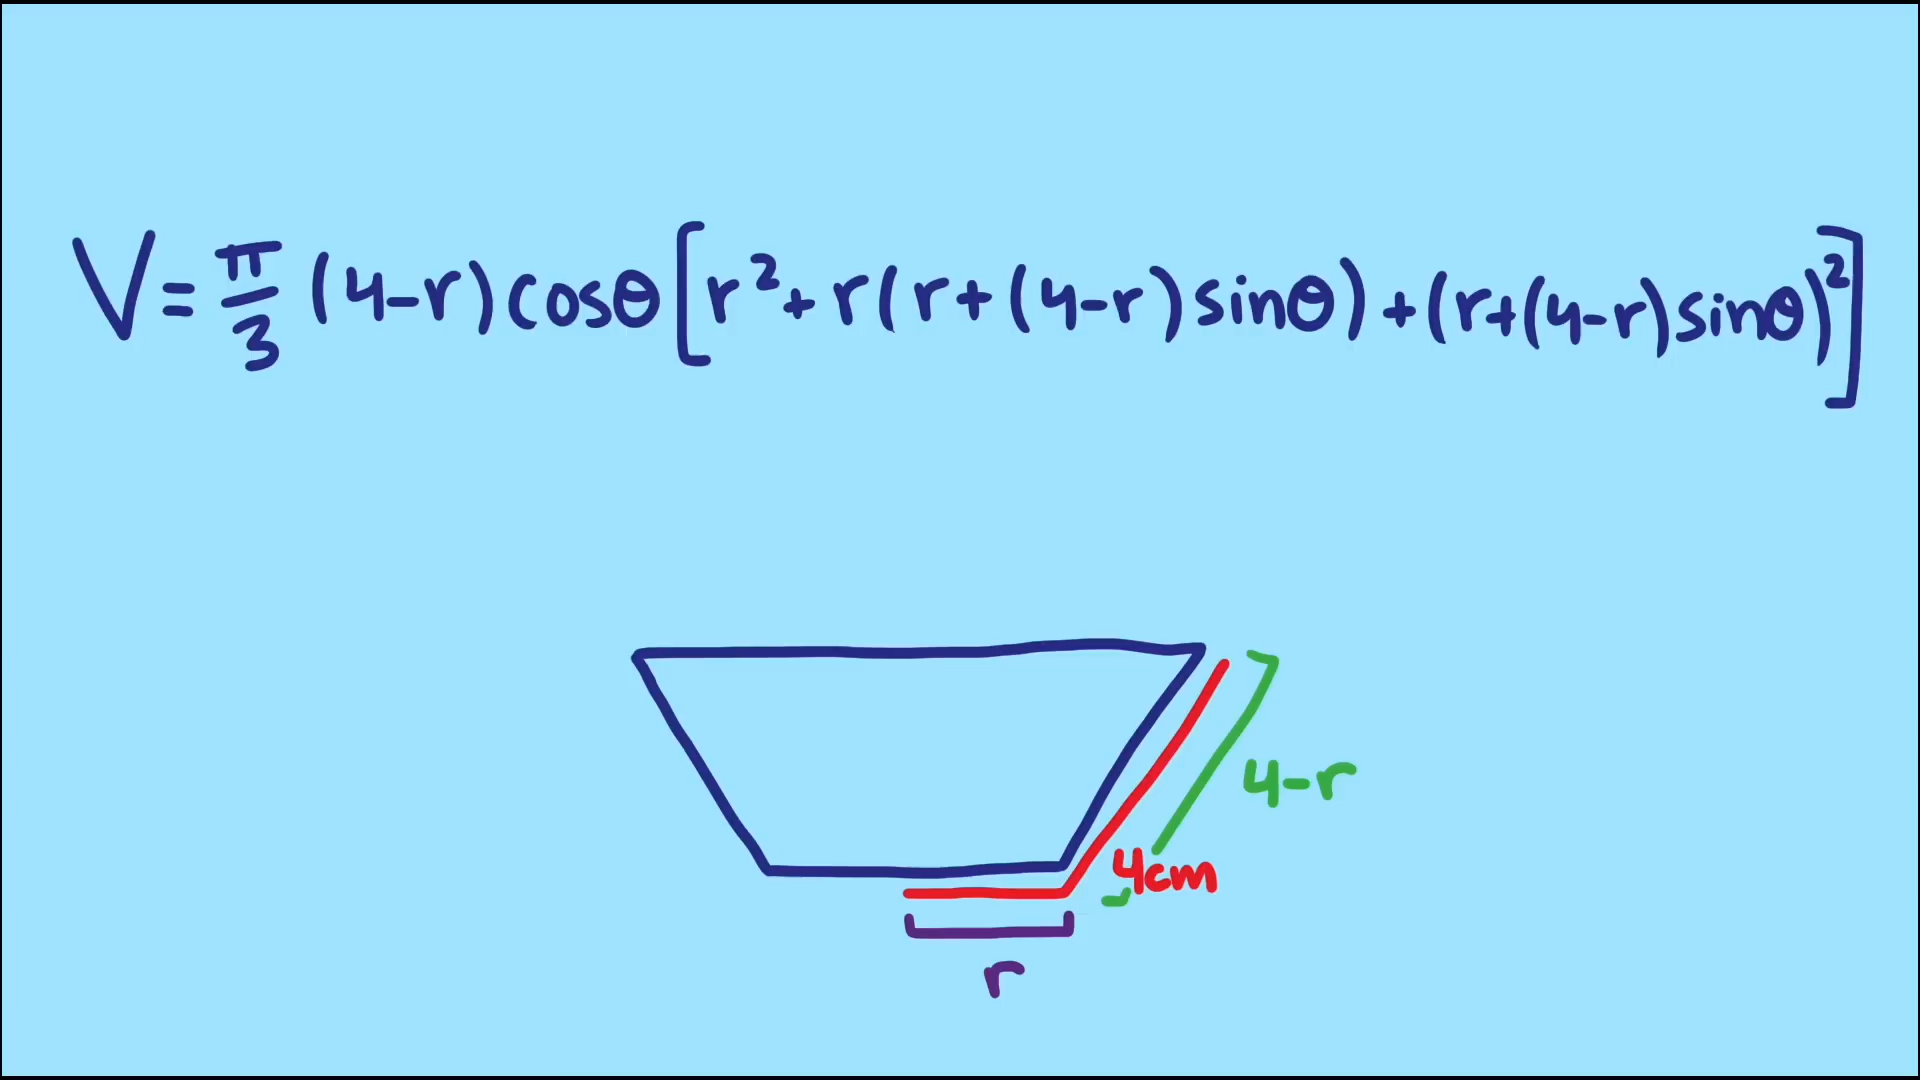 V = π/3 (4-r) cosθ [r² + r(r+(4-r)sinθ) + (r+(4-r)sinθ)²]
4-r
4cm
r